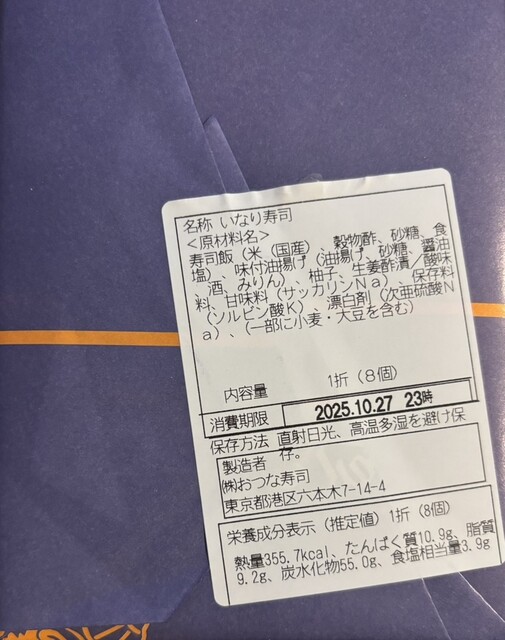 名称 いなり寿司
<原材料名>
寿司飯(米(国産)、穀物酢、砂糖、食
塩)、味付油揚げ(油揚げ、砂糖、醤油
、酒、みりん)、柚子、生姜酢漬/酸味
料、甘味料(サッカリンNa)、保存料
(ソルビン酸K)、漂白剤(次亜硫酸N
a)、(一部に小麦・大豆を含む)
内容量 1折(8個)
消費期限 2025.10.27 23時
保存方法 直射日光、高温多湿を避け保
存。
製造者
㈱おつな寿司
東京都港区六本木7-14-4
栄養成分表示(推定値)1折(8個)
熱量355.7kcal、たんぱく質10.9g、脂質
9.2g、炭水化物55.0g、食塩相当量3.9g